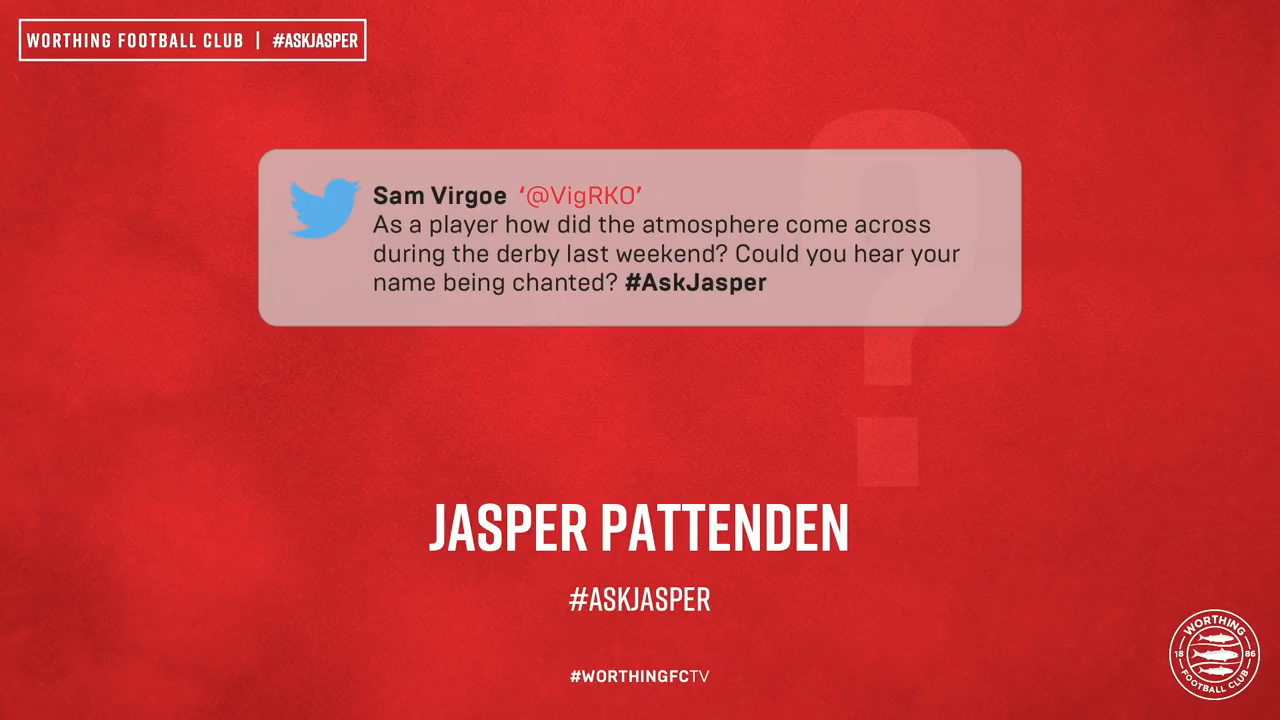 WORTHING FOOTBALL CLUB | #ASKJASPER
Sam Virgoe '@VigRKO'
As a player how did the atmosphere come across
during the derby last weekend? Could you hear your
name being chanted? #AskJasper
?
JASPER PATTENDEN
#ASKJASPER
#WORTHINGFCTV
WORTHING
18 86
FOOTBALL CLUB